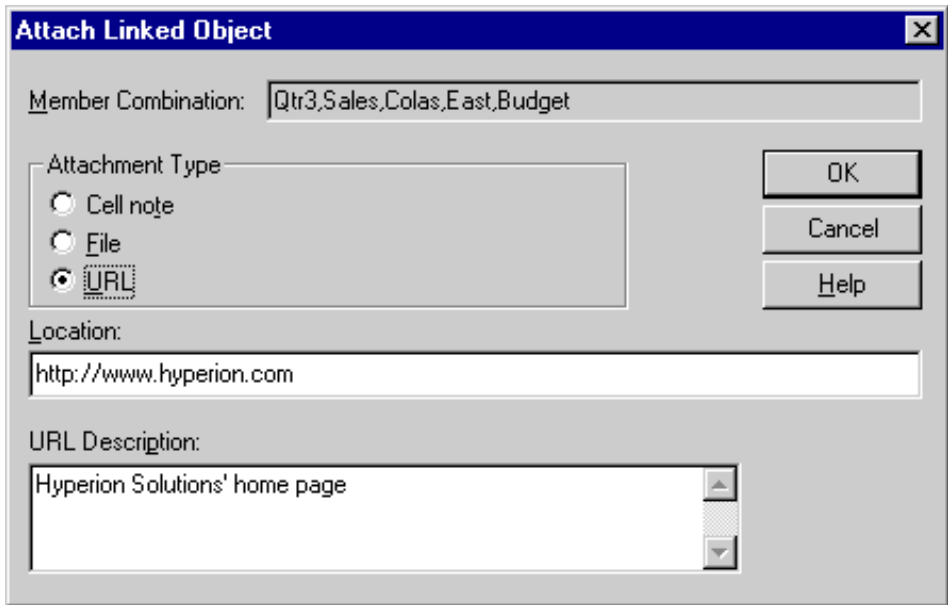 Attach Linked Object
Member Combination: Qtr3,Sales,Colas,East,Budget
Attachment Type
Cell note
File
URL
OK
Cancel
Help
Location:
http://www.hyperion.com
URL Description:
Hyperion Solutions' home page